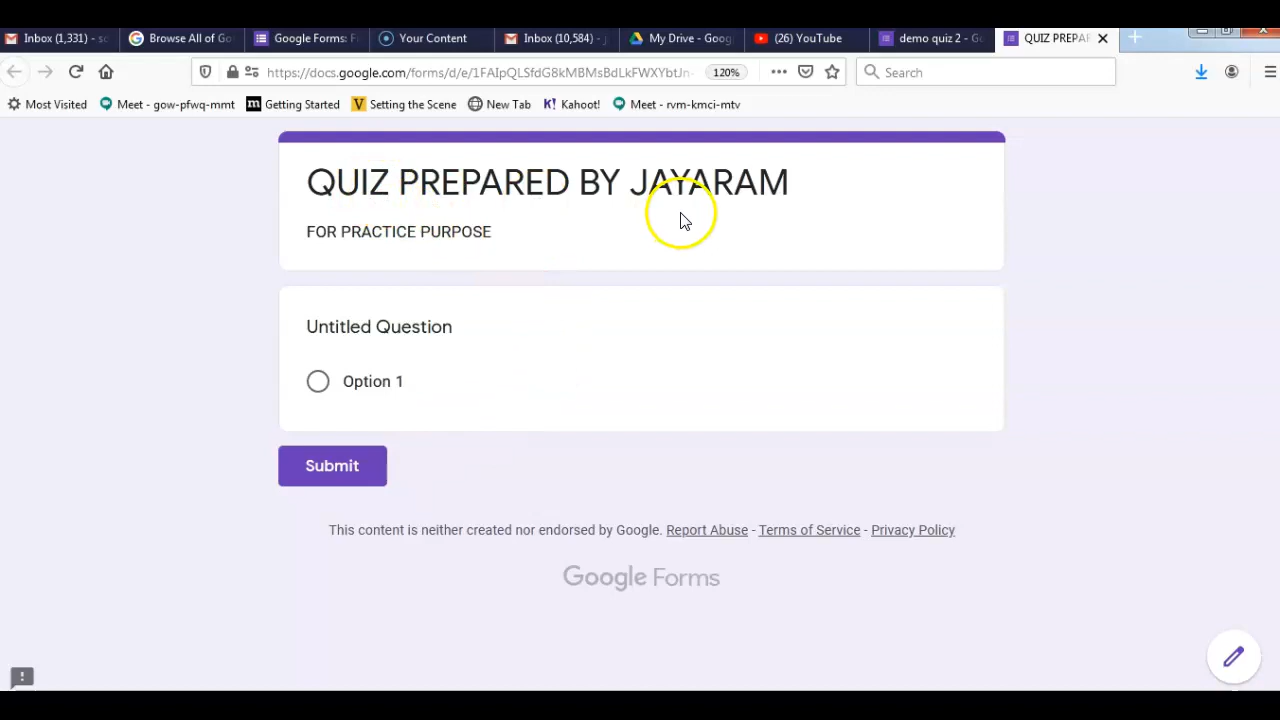 Inbox (1,331) - so Browse All of Go Google Forms: F Your Content Inbox (10,584) - j My Drive - Goog (26) YouTube demo quiz 2 - G QUIZ PREPAR
https://docs.google.com/forms/d/e/1FAIpQLSfdG8kMBMsBdLkFWXYbtJn- 120% Search
Most Visited Meet - gow-pfwq-mmt Getting Started Setting the Scene New Tab Kahoot! Meet - rvm-kmci-mtv
QUIZ PREPARED BY JAYARAM
FOR PRACTICE PURPOSE
Untitled Question
Option 1
Submit
This content is neither created nor endorsed by Google. Report Abuse - Terms of Service - Privacy Policy
Google Forms